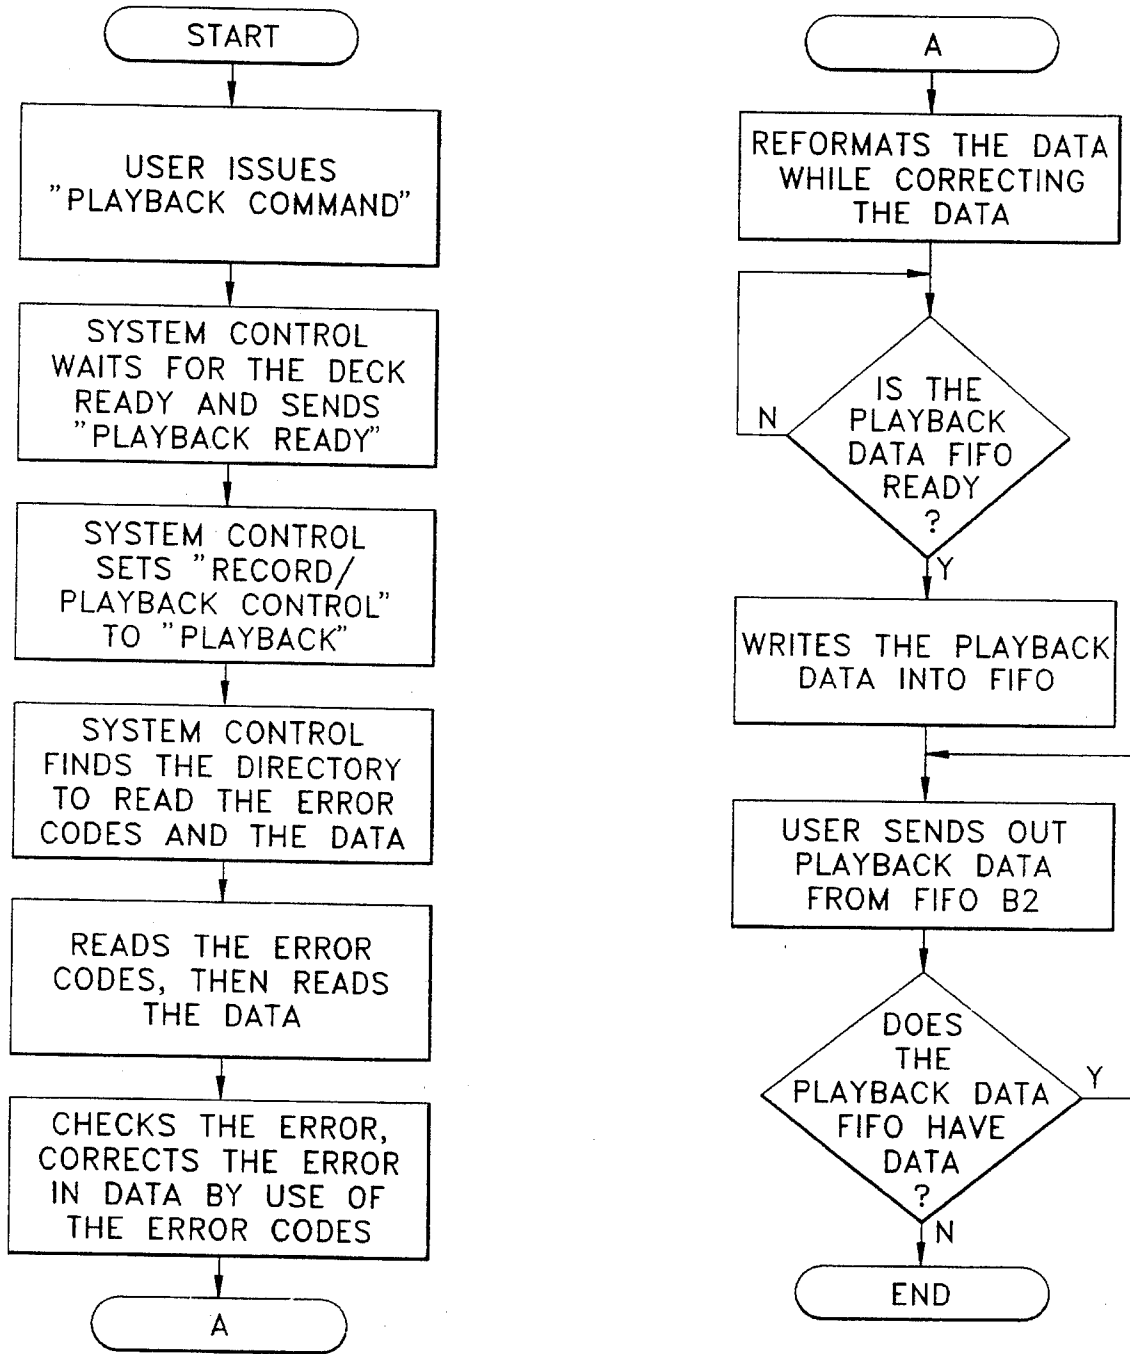 START
USER ISSUES
"PLAYBACK COMMAND"
SYSTEM CONTROL
WAITS FOR THE DECK
READY AND SENDS
"PLAYBACK READY"
SYSTEM CONTROL
SETS "RECORD/
PLAYBACK CONTROL"
TO "PLAYBACK"
SYSTEM CONTROL
FINDS THE DIRECTORY
TO READ THE ERROR
CODES AND THE DATA
READS THE ERROR
CODES, THEN READS
THE DATA
CHECKS THE ERROR,
CORRECTS THE ERROR
IN DATA BY USE OF
THE ERROR CODES
A
A
REFORMATS THE DATA
WHILE CORRECTING
THE DATA
IS THE
PLAYBACK
DATA FIFO
READY
?
N
Y
WRITES THE PLAYBACK
DATA INTO FIFO
USER SENDS OUT
PLAYBACK DATA
FROM FIFO B2
DOES
THE
PLAYBACK DATA
FIFO HAVE
DATA
?
Y
N
END